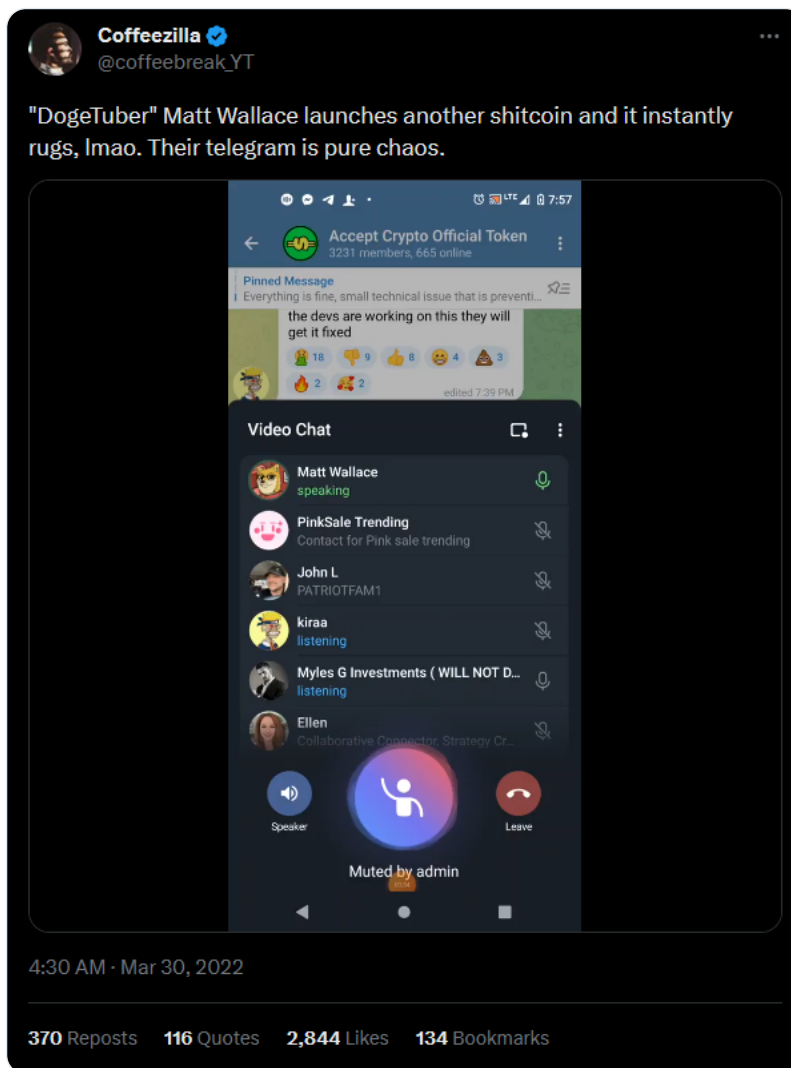 Coffeezilla
@coffeebreak_YT
"DogeTuber" Matt Wallace launches another shitcoin and it instantly
rugs, lmao. Their telegram is pure chaos.
LTE 7:57
Accept Crypto Official Token
3231 members, 665 online
Pinned Message
Everything is fine, small technical issue that is preventi...
the devs are working on this they will
get it fixed
18 9 8 4 3
2 2
edited 7:39 PM
Video Chat
Matt Wallace
speaking
PinkSale Trending
Contact for Pink sale trending
John L
PATRIOTFAM1
kiraa
listening
Myles G Investments ( WILL NOT D...
listening
Ellen
Collaborative Connector, Strategy Cr...
Speaker
Leave
Muted by admin
4:30 AM · Mar 30, 2022
370 Reposts 116 Quotes 2,844 Likes 134 Bookmarks